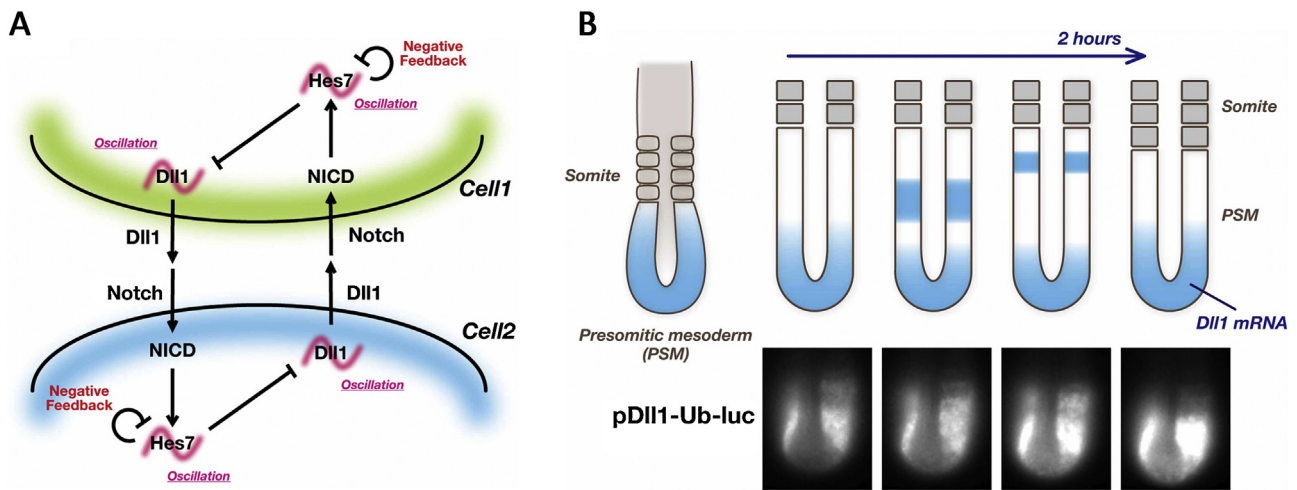 A
Negative
Feedback
Hes7
Oscillation
Oscillation
Dll1
NICD
Cell1
Dll1
Notch
Notch
Dll1
Cell2
NICD
Dll1
Oscillation
Negative
Feedback
Hes7
Oscillation
B
2 hours
Somite
Somite
PSM
Presomitic mesoderm
(PSM)
Dll1 mRNA
pDll1-Ub-luc